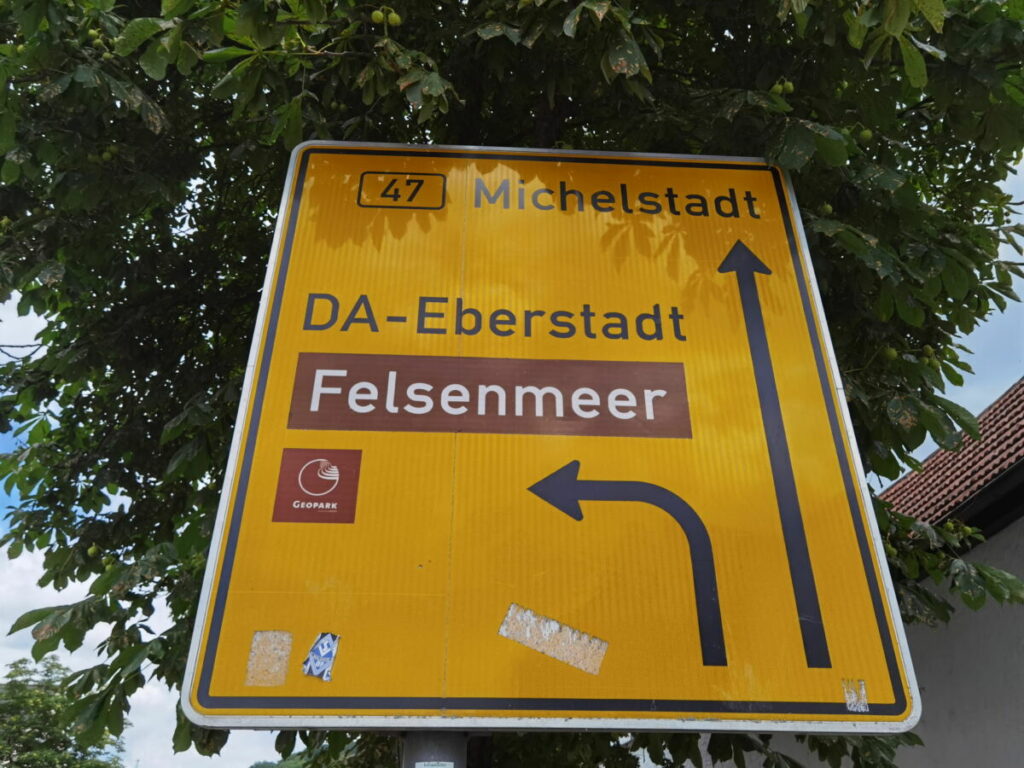 47 Michelstadt
DA-Eberstadt
Felsenmeer
GEOPARK